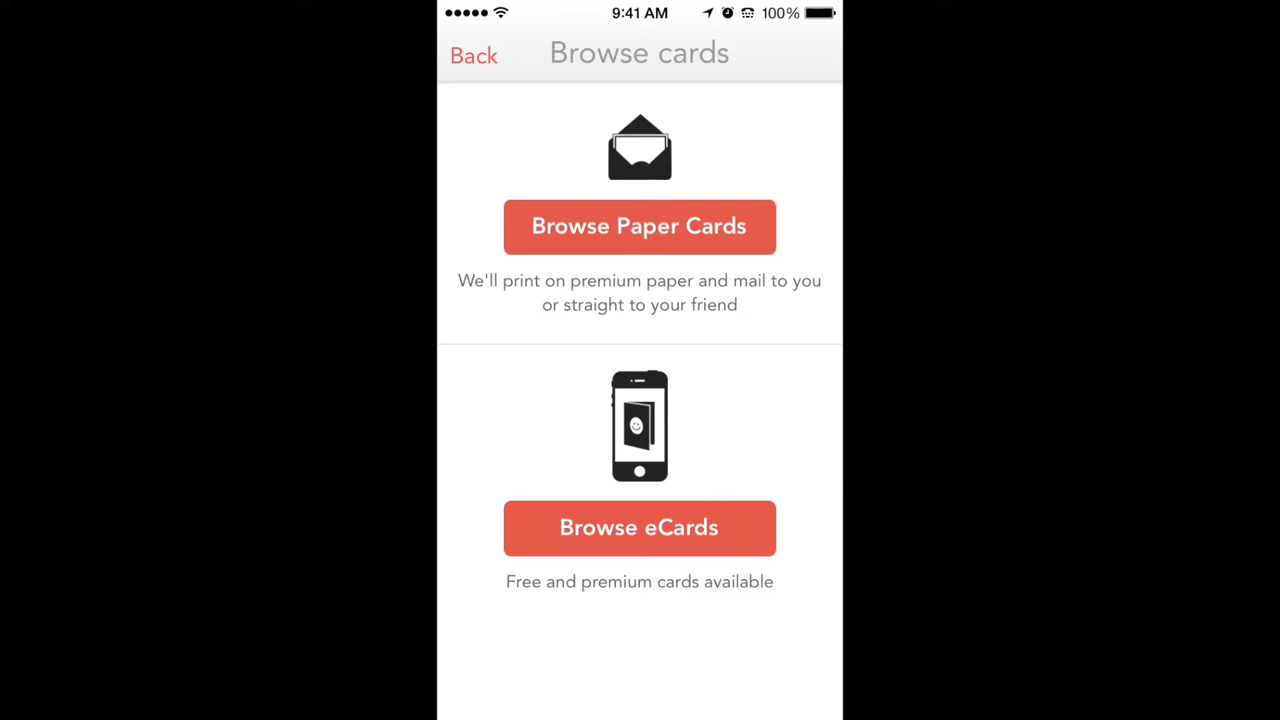 9:41 AM 100%
Back Browse cards
Browse Paper Cards
We'll print on premium paper and mail to you
or straight to your friend
Browse eCards
Free and premium cards available